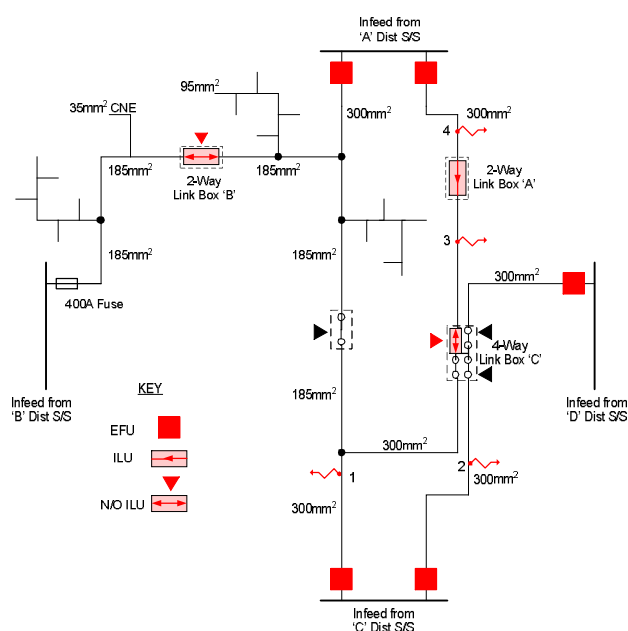 Infeed from
‘A’ Dist S/S
95mm²
35mm² CNE
300mm²
300mm²
4
185mm²
185mm²
2-Way
Link Box ‘B’
2-Way
Link Box ‘A’
3
185mm²
185mm²
300mm²
400A Fuse
4-Way
Link Box ‘C’
185mm²
Infeed from
‘B’ Dist S/S
KEY
Infeed from
‘D’ Dist S/S
EFU
300mm²
ILU
1
2
300mm²
N/O ILU
300mm²
Infeed from
‘C’ Dist S/S